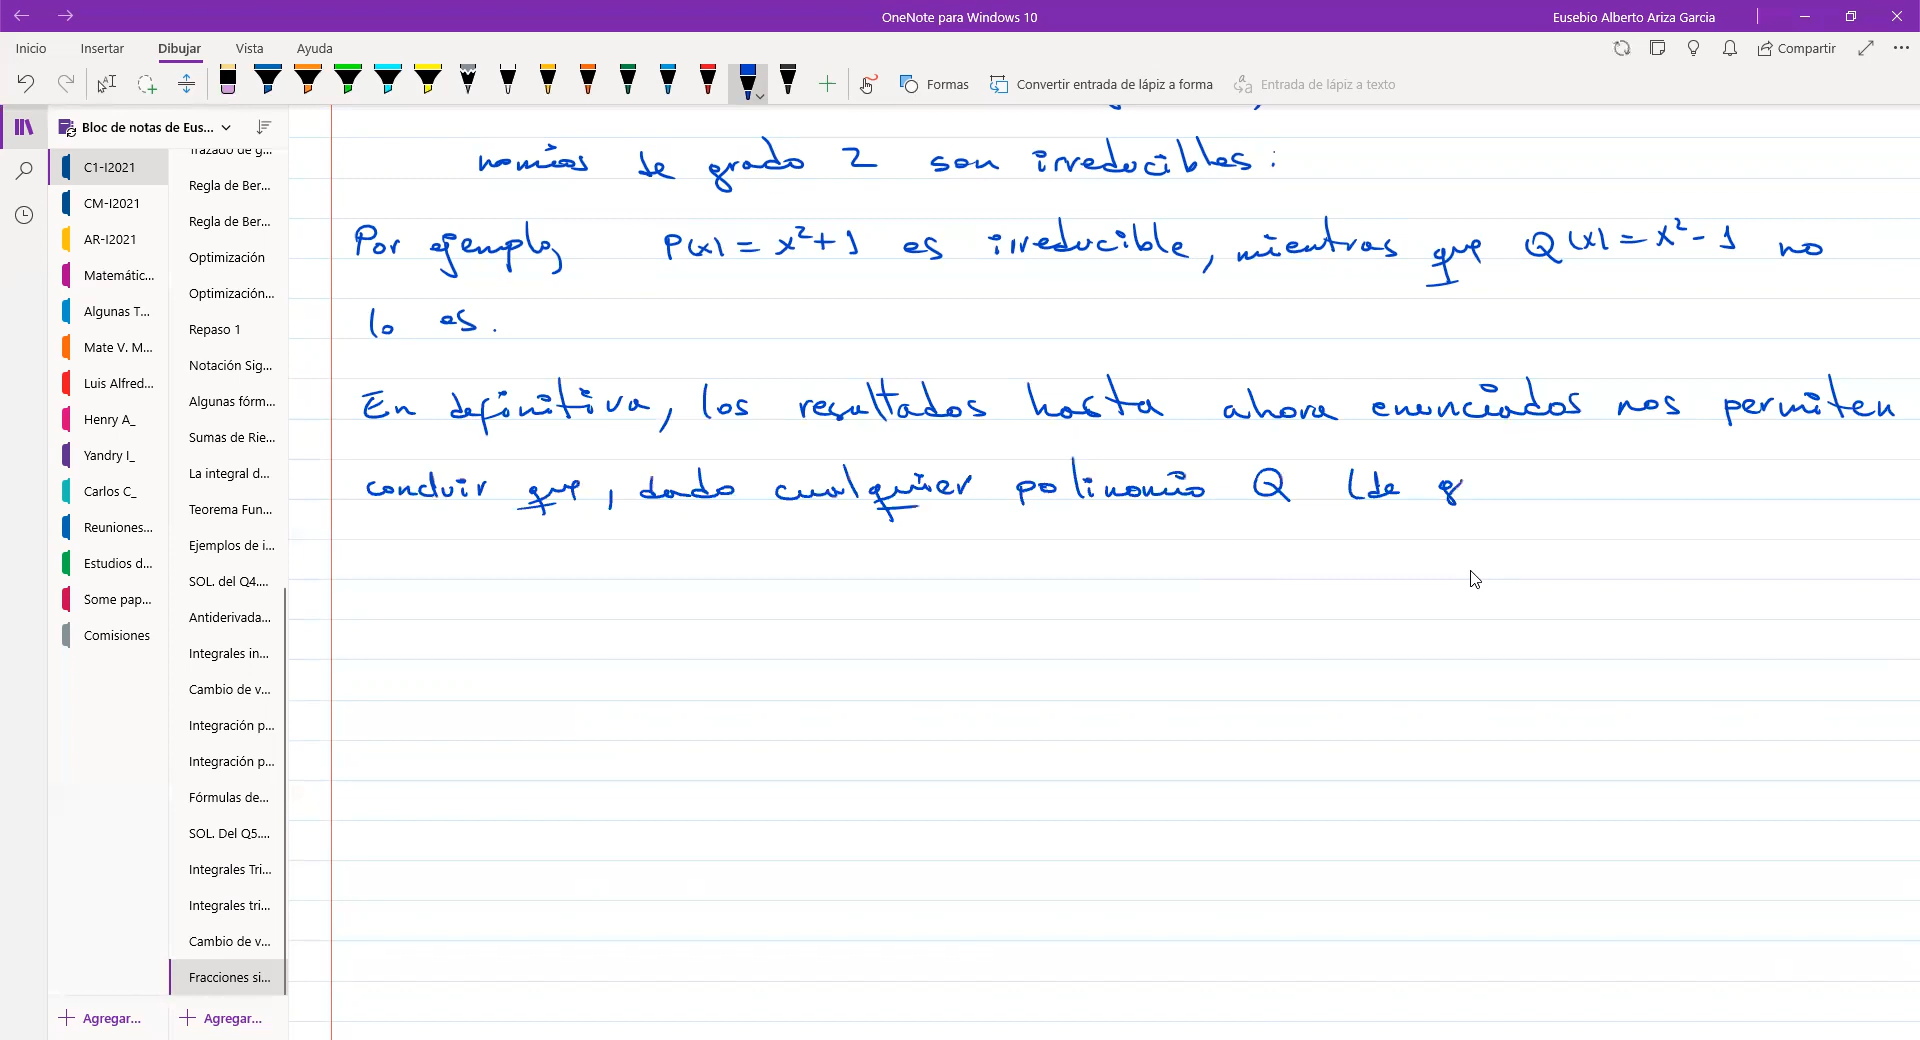 OneNote para Windows 10
Eusebio Alberto Ariza Garcia
Inicio Insertar Dibujar Vista Ayuda
Compartir
Formas
Convertir entrada de lápiz a forma
Entrada de lápiz a texto
Bloc de notas de Eus...
C1-I2021
CM-I2021
AR-I2021
Matemátic...
Algunas T...
Mate V. M...
Luis Alfred...
Henry A_
Yandry I_
Carlos C_
Reuniones...
Estudios d...
Some pap...
Comisiones
Agregar...
Trazado de g...
Regla de Ber...
Regla de Ber...
Optimización
Optimización...
Repaso 1
Notación Sig...
Algunas fórm...
Sumas de Rie...
La integral d...
Teorema Fun...
Ejemplos de i...
SOL. del Q4....
Antiderivada...
Integrales in...
Cambio de v...
Integración p...
Integración p...
Fórmulas de...
SOL. Del Q5....
Integrales Tri...
Integrales tri...
Cambio de v...
Fracciones si...
Agregar...
nomios de grado 2 son irreducibles:
Por ejemplo, P(x) = x²+1 es irreducible, mientras que Q(x) = x²-1 no
lo es.
En definitiva, los resultados hasta ahora enunciados nos permiten
concluir que, dado cualquier polinomio Q (de g